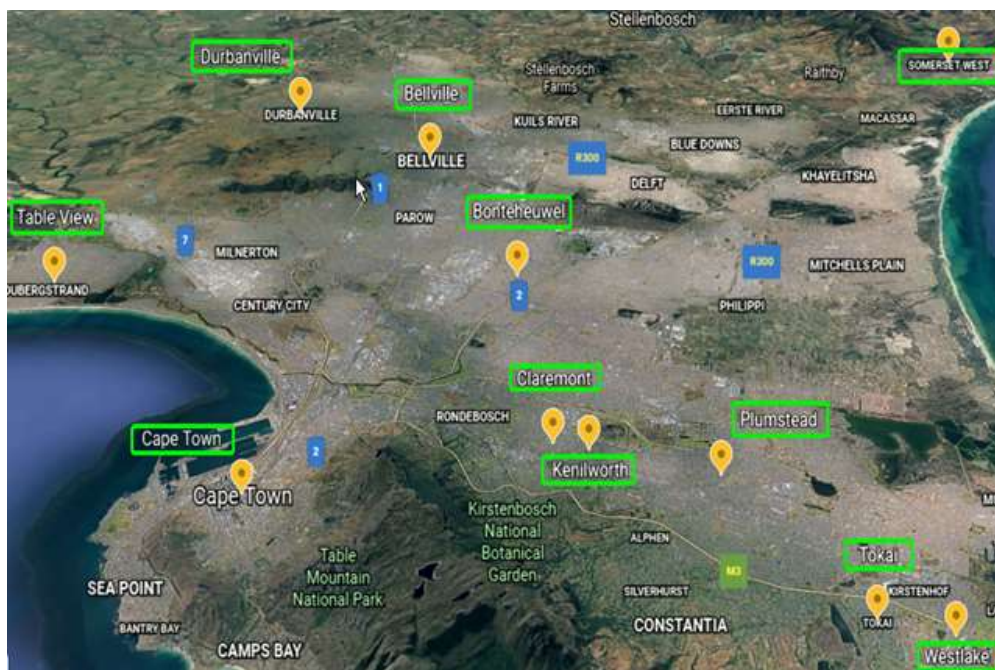 Stellenbosch
Durbanville
SOMERSET WEST
Stellenbosch
Farms
Raithby
Bellville
DURBANVILLE
EERSTE RIVER
KUILS RIVER
MACASSAR
BLUE DOWNS
BELLVILLE
R300
KHAYELITSHA
DELFT
1
Table View
PAROW
Bonteheuwel
7
MILNERTON
R300
MITCHELLS PLAIN
OUBERGSTRAND
2
CENTURY CITY
PHILIPPI
Claremont
RONDEBOSCH
Plumstead
Cape Town
2
Kenilworth
Cape Town
Kirstenbosch
National
Botanical
Garden
ALPHEN
Table
Mountain
National Park
Tokai
M3
SEA POINT
SILVERHURST
KIRSTENHOF
BANTRY BAY
CONSTANTIA
TOKAI
CAMPS BAY
Westlake